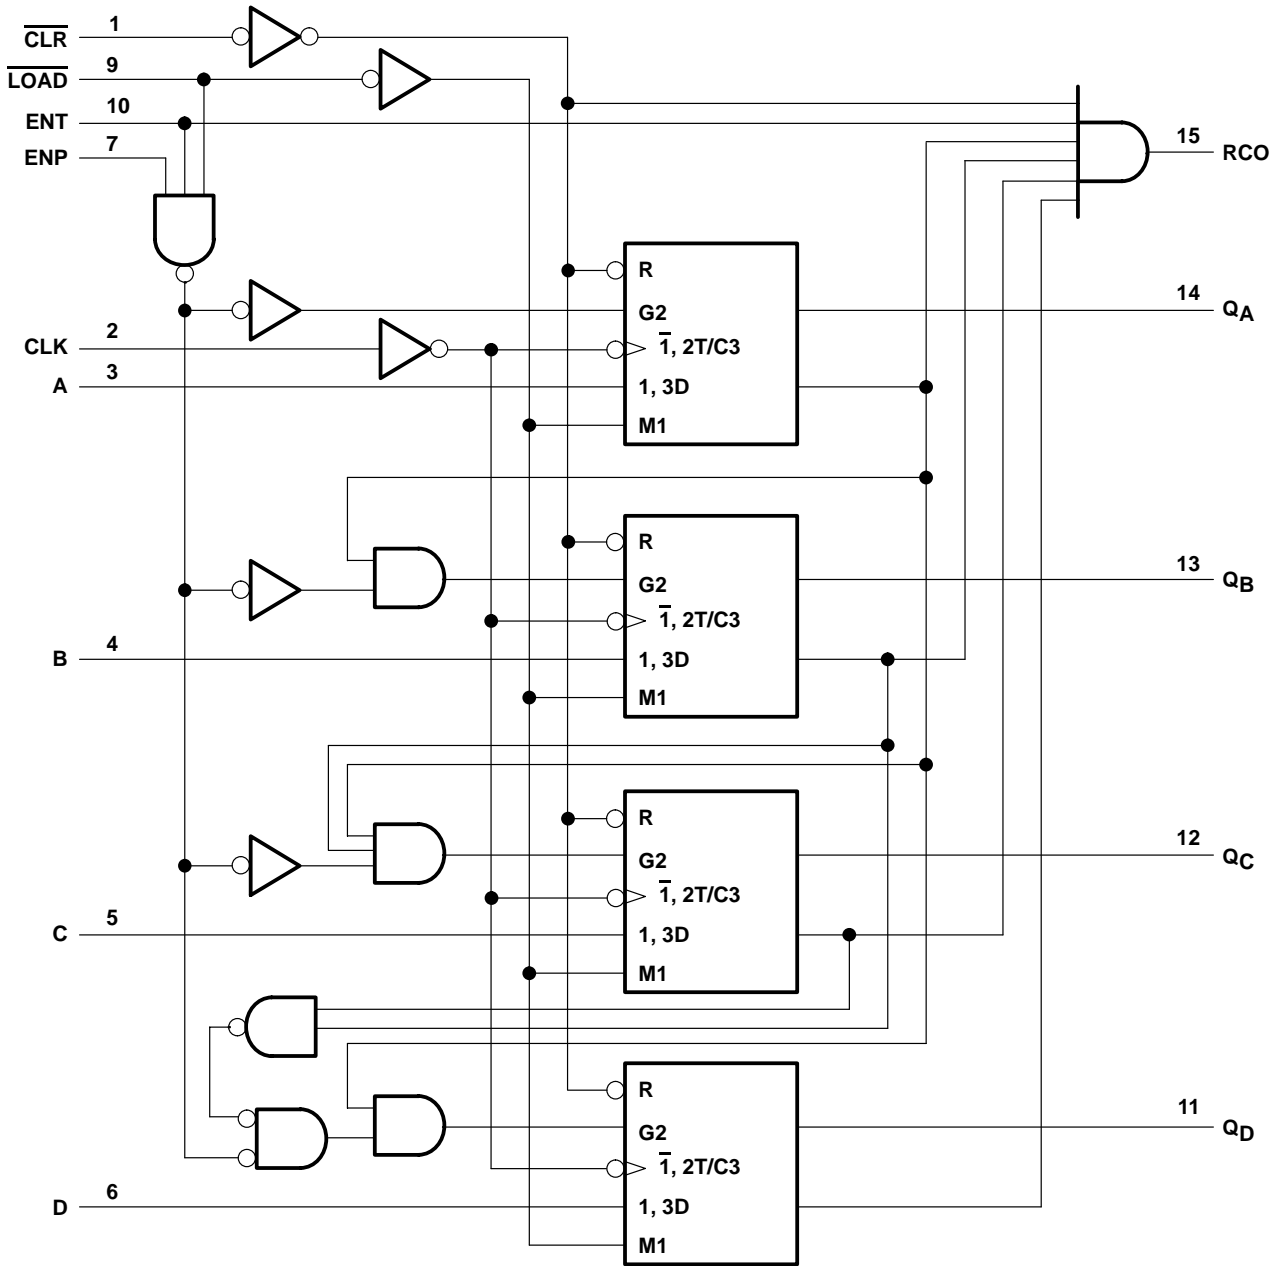 CLR 1
LOAD 9
ENT 10
ENP 7
15 RCO
R
G2
1, 2T/C3
1, 3D
M1
14 QA
CLK 2
A 3
R
G2
1, 2T/C3
1, 3D
M1
13 QB
B 4
R
G2
1, 2T/C3
1, 3D
M1
12 QC
C 5
R
G2
1, 2T/C3
1, 3D
M1
11 QD
D 6